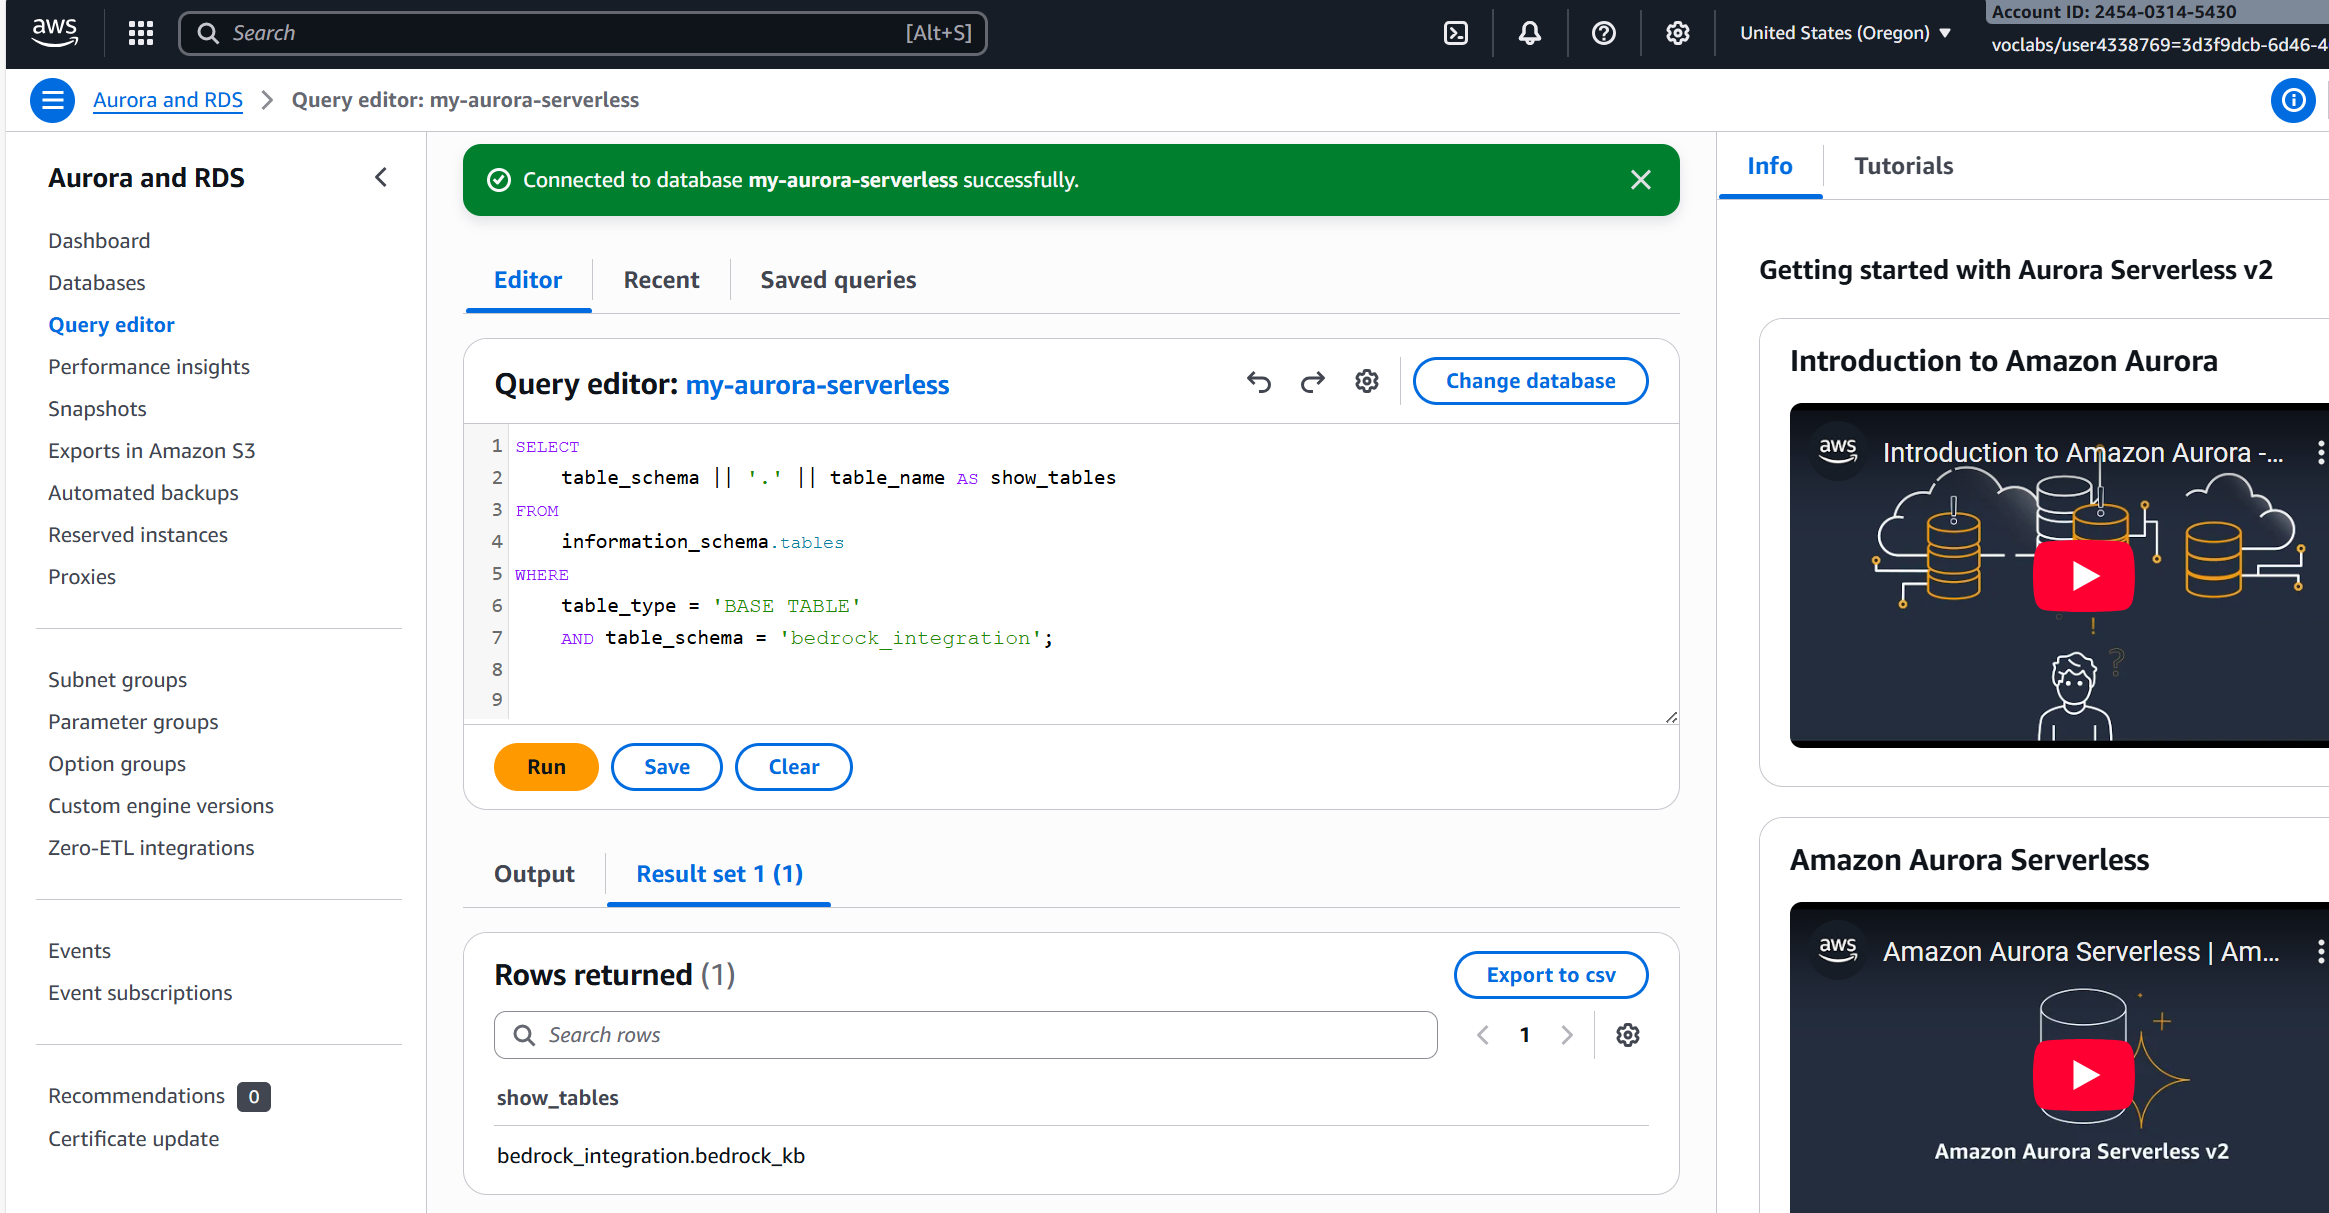 aws
Search
[Alt+S]
United States (Oregon) ▼
Account ID: 2454-0314-5430
voclabs/user4338769=3d3f9dcb-6d46-4
Aurora and RDS > Query editor: my-aurora-serverless
Aurora and RDS
Dashboard
Databases
Query editor
Performance insights
Snapshots
Exports in Amazon S3
Automated backups
Reserved instances
Proxies
Subnet groups
Parameter groups
Option groups
Custom engine versions
Zero-ETL integrations
Events
Event subscriptions
Recommendations 0
Certificate update
Connected to database my-aurora-serverless successfully.
Editor
Recent
Saved queries
Query editor: my-aurora-serverless
Change database
1 SELECT
2     table_schema || '.' || table_name AS show_tables
3 FROM
4     information_schema.tables
5 WHERE
6     table_type = 'BASE TABLE'
7     AND table_schema = 'bedrock_integration';
8
9
Run
Save
Clear
Output
Result set 1 (1)
Rows returned (1)
Export to csv
Search rows
1
show_tables
bedrock_integration.bedrock_kb
Info
Tutorials
Getting started with Aurora Serverless v2
Introduction to Amazon Aurora
aws
Introduction to Amazon Aurora -...
Amazon Aurora Serverless
aws
Amazon Aurora Serverless | Am...
Amazon Aurora Serverless v2